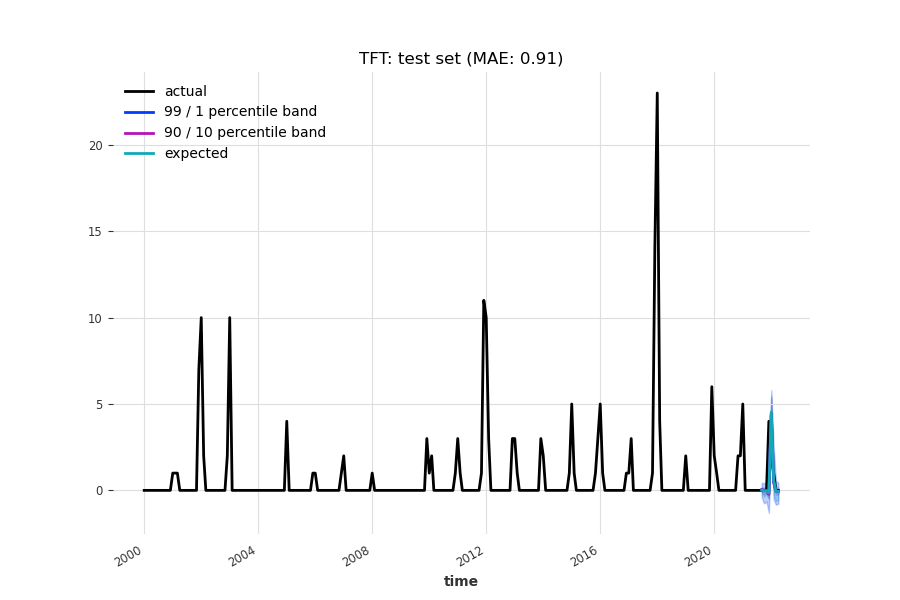 TFT: test set (MAE: 0.91)
actual
99 / 1 percentile band
90 / 10 percentile band
expected
20
15
10
5
0
2000
2004
2008
2012
2016
2020
time